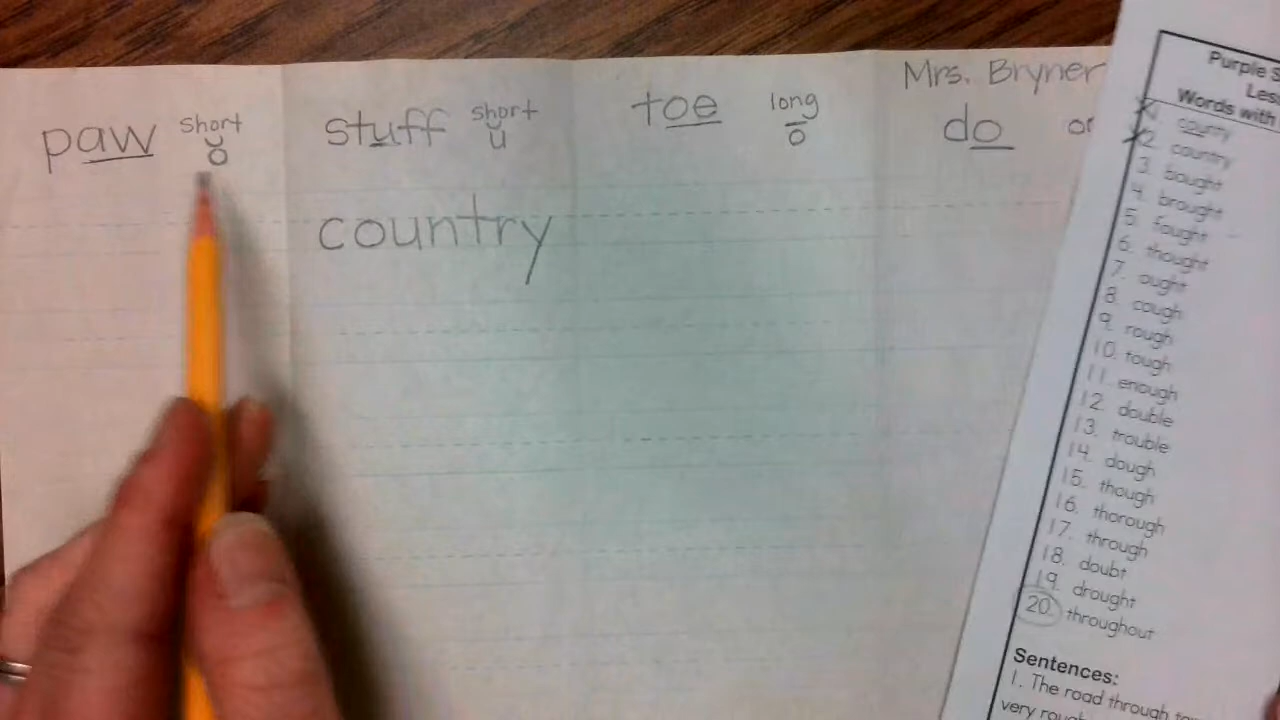 Mrs. Bryner
paw short ŏ stuff short ŭ toe long ō do or
country
Purple S
Les
Words with
1. county
2. country
3. bought
4. brought
5. fought
6. thought
7. ought
8. cough
9. rough
10. tough
11. enough
12. double
13. trouble
14. dough
15. though
16. thorough
17. through
18. doubt
19. drought
20. throughout
Sentences:
1. The road through
very rough